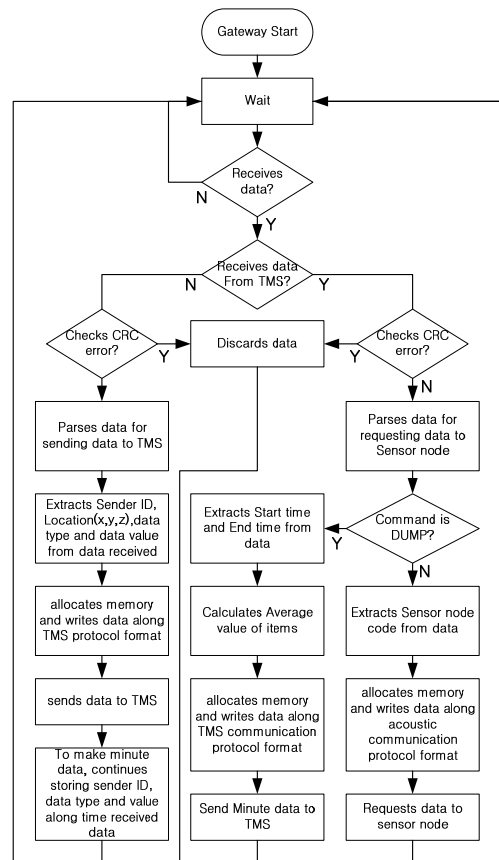 Gateway Start
Wait
Receives
data?
N
Y
Receives data
From TMS?
N
Y
Checks CRC
error?
Y
Discards data
Checks CRC
error?
Y
N
Parses data for
sending data to TMS
Parses data for
requesting data to
Sensor node
Extracts Sender ID,
Location(x,y,z),data
type and data value
from data received
Extracts Start time
and End time from
data
Command is
DUMP?
Y
N
allocates memory
and writes data along
TMS protocol format
Calculates Average
value of items
Extracts Sensor node
code from data
sends data to TMS
allocates memory
and writes data along
TMS communication
protocol format
allocates memory
and writes data along
acoustic
communication
protocol format
To make minute
data, continues
storing sender ID,
data type and value
along time received
data
Send Minute data to
TMS
Requests data to
sensor node